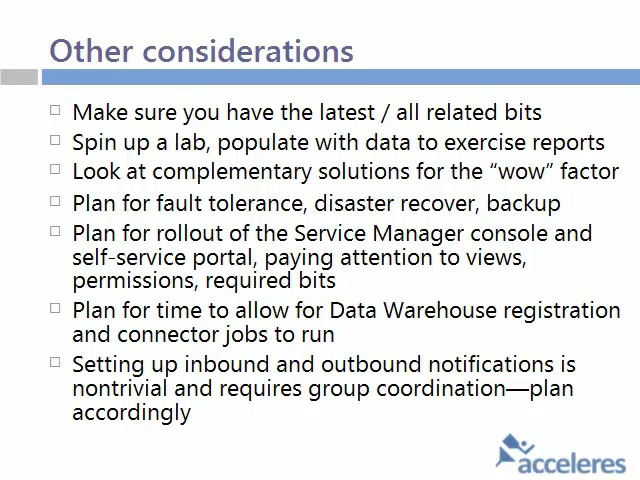 Other considerations
Make sure you have the latest / all related bits
Spin up a lab, populate with data to exercise reports
Look at complementary solutions for the “wow” factor
Plan for fault tolerance, disaster recover, backup
Plan for rollout of the Service Manager console and
self-service portal, paying attention to views,
permissions, required bits
Plan for time to allow for Data Warehouse registration
and connector jobs to run
Setting up inbound and outbound notifications is
nontrivial and requires group coordination—plan
accordingly
acceleres